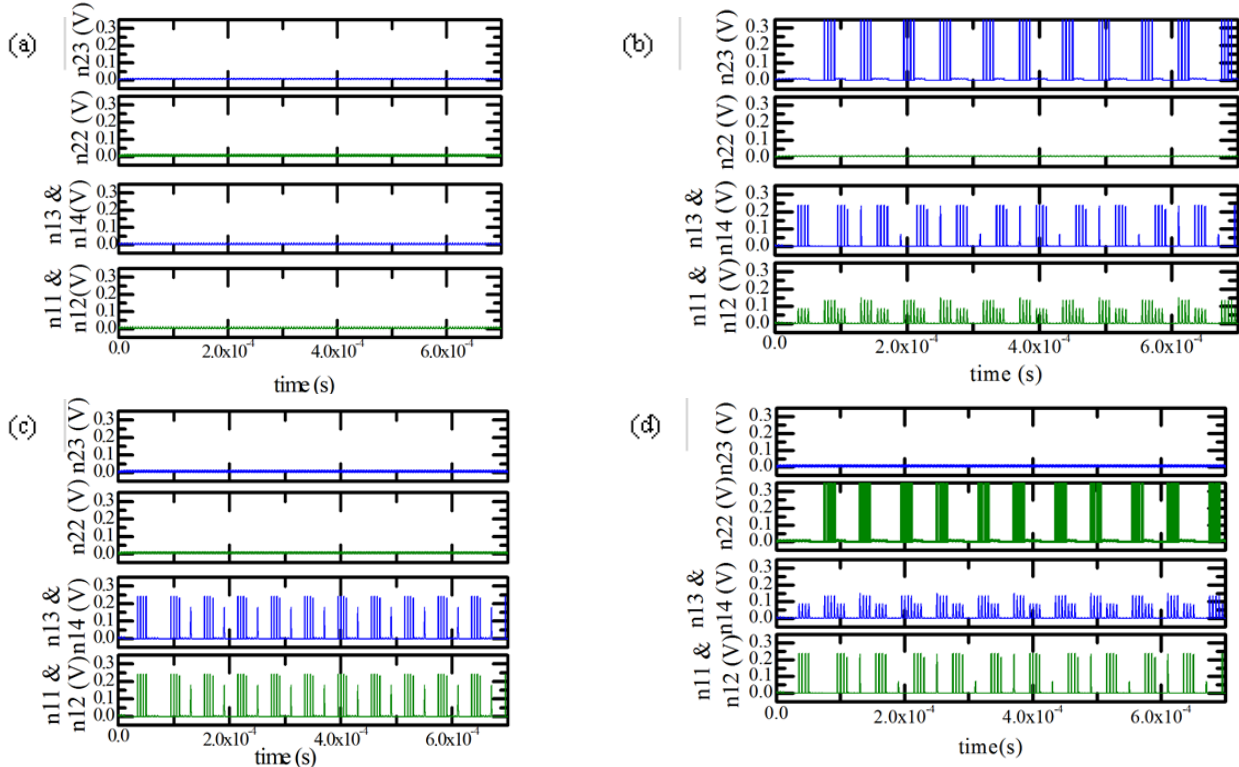 (a)
n23 (V)
0.3
0.2
0.1
0.0
n22 (V)
0.3
0.2
0.1
0.0
n13 &
n14(V)
0.3
0.2
0.1
0.0
n11 &
n12(V)
0.3
0.2
0.1
0.0
0.0 2.0x10⁻⁴ 4.0x10⁻⁴ 6.0x10⁻⁴
time (s)
(b)
n23 (V)
0.3
0.2
0.1
0.0
n22 (V)
0.3
0.2
0.1
0.0
n13 &
n14 (V)
0.3
0.2
0.1
0.0
n11 &
n12 (V)
0.3
0.2
0.1
0.0
0.0 2.0x10⁻⁴ 4.0x10⁻⁴ 6.0x10⁻⁴
time (s)
(c)
n23 (V)
0.3
0.2
0.1
0.0
n22 (V)
0.3
0.2
0.1
0.0
n13 &
n14 (V)
0.3
0.2
0.1
0.0
n11 &
n12 (V)
0.3
0.2
0.1
0.0
0.0 2.0x10⁻⁴ 4.0x10⁻⁴ 6.0x10⁻⁴
time (s)
(d)
n23 (V)
0.3
0.2
0.1
0.0
n22 (V)
0.3
0.2
0.1
0.0
n13 &
n14 (V)
0.3
0.2
0.1
0.0
n11 &
n12 (V)
0.3
0.2
0.1
0.0
0.0 2.0x10⁻⁴ 4.0x10⁻⁴ 6.0x10⁻⁴
time(s)